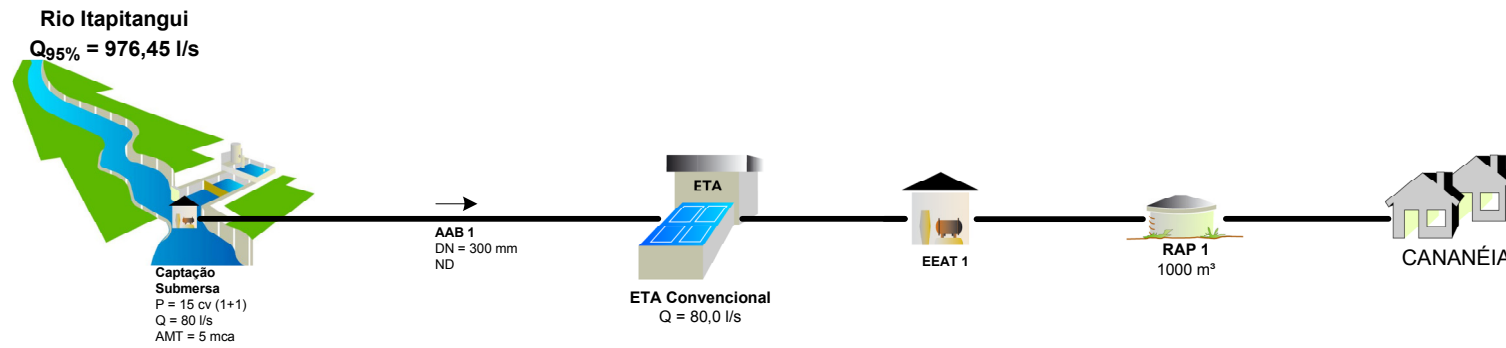 Rio Itapitangui
Q95% = 976,45 l/s
Captação
Submersa
P = 15 cv (1+1)
Q = 80 l/s
AMT = 5 mca
AAB 1
DN = 300 mm
ND
ETA
ETA Convencional
Q = 80,0 l/s
EEAT 1
RAP 1
1000 m³
CANANÉIA